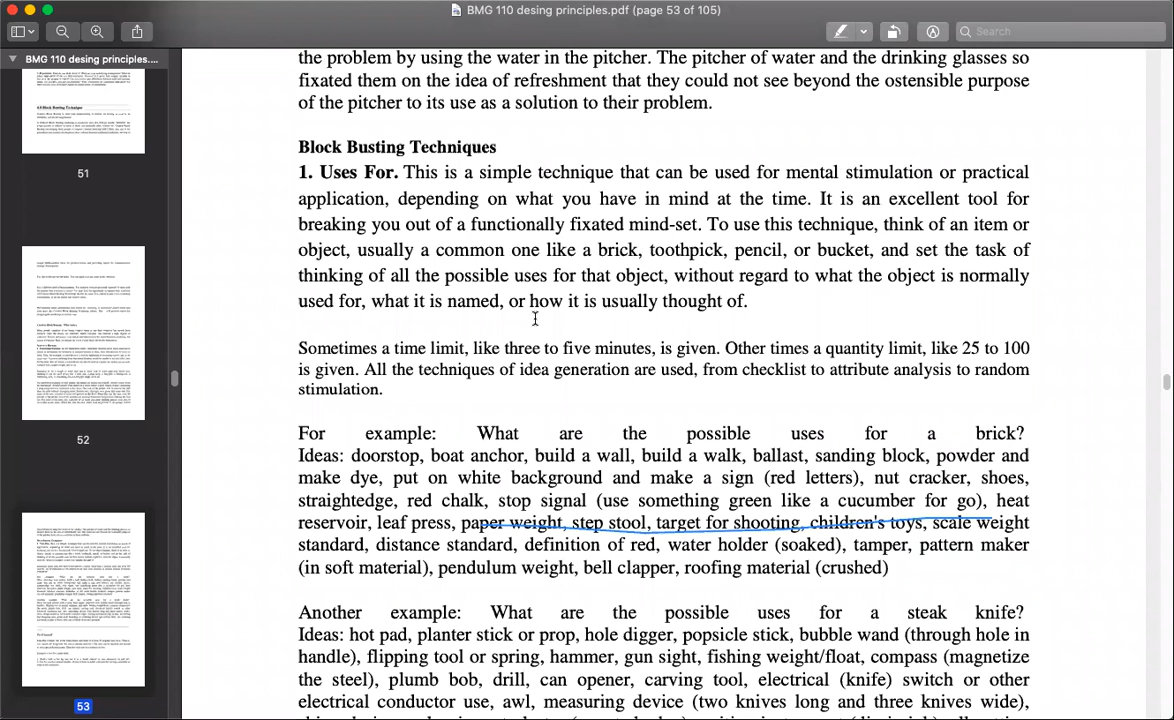 BMG 110 desing principles.pdf (page 53 of 105)
Search
BMG 110 desing principles....
51
52
53
the problem by using the water in the pitcher. The pitcher of water and the drinking glasses so
fixated them on the idea of refreshment that they could not see beyond the ostensible purpose
of the pitcher to its use as a solution to their problem.
Block Busting Techniques
1. Uses For. This is a simple technique that can be used for mental stimulation or practical
application, depending on what you have in mind at the time. It is an excellent tool for
breaking you out of a functionally fixated mind-set. To use this technique, think of an item or
object, usually a common one like a brick, toothpick, pencil, or bucket, and set the task of
thinking of all the possible uses for that object, without regard to what the object is normally
used for, what it is named, or how it is usually thought of.
Sometimes a time limit, like three to five minutes, is given. Other times a quantity limit, like 25 to 100
is given. All the techniques of idea generation are used, from checklist to attribute analysis to random
stimulation.
For example: What are the possible uses for a brick?
Ideas: doorstop, boat anchor, build a wall, build a walk, ballast, sanding block, powder and
make dye, put on white background and make a sign (red letters), nut cracker, shoes,
straightedge, red chalk, stop signal (use something green like a cucumber for go), heat
reservoir, leaf press, paper weight, step stool, target for shooting, children's toys, scale weight
standard, distance standard, definition of red, water holder (soaked), tamper, pattern maker
(in soft material), pendulum weight, bell clapper, roofing material (crushed)
Another example: What are the possible uses for a steak knife?
Ideas: hot pad, planter stick or prop, hole digger, popsicle stick, bubble wand (through hole in
handle), flipping tool or spring, hammer, gun sight, fishing weight/float, compass (magnetize
the steel), plumb bob, drill, can opener, carving tool, electrical (knife) switch or other
electrical conductor use, awl, measuring device (two knives long and three knives wide),